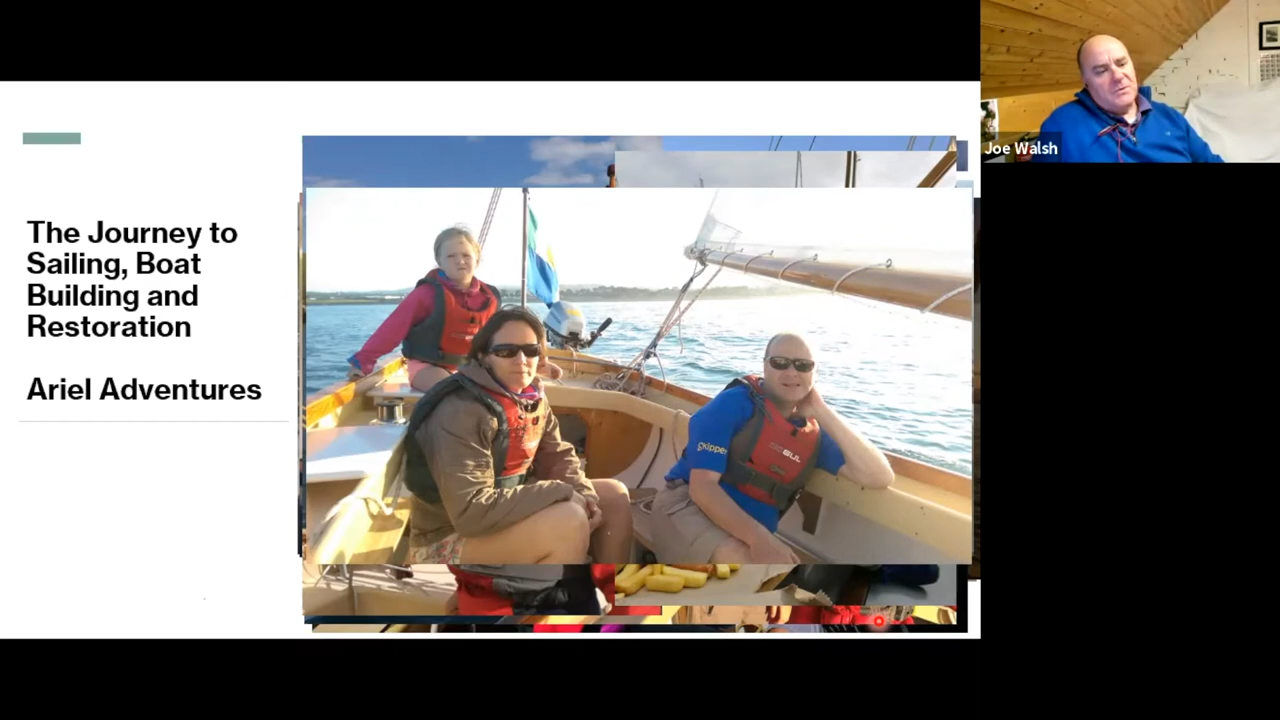 The Journey to
Sailing, Boat
Building and
Restoration
Ariel Adventures
Joe Walsh
Skipper
GUL